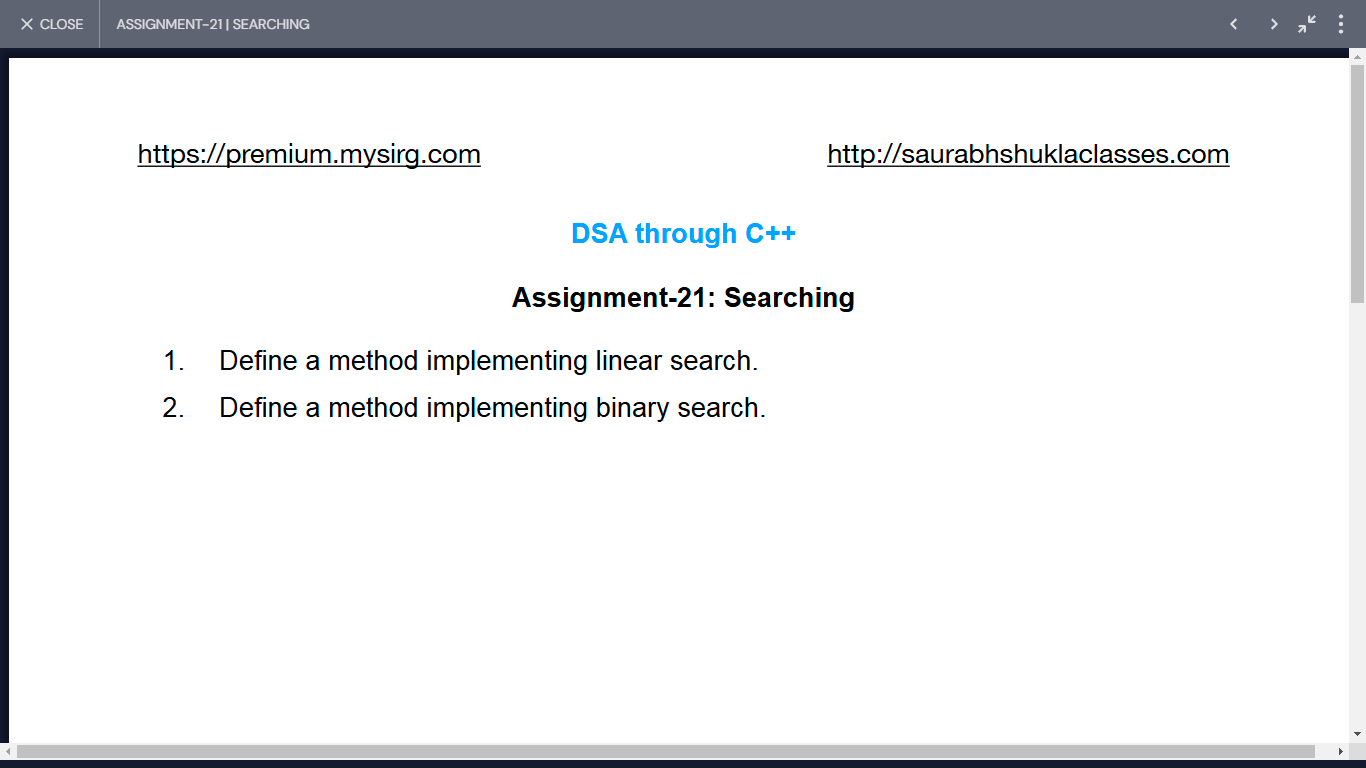 CLOSE ASSIGNMENT-21 | SEARCHING
https://premium.mysirg.com http://saurabhshuklaclasses.com
DSA through C++
Assignment-21: Searching
1. Define a method implementing linear search.
2. Define a method implementing binary search.